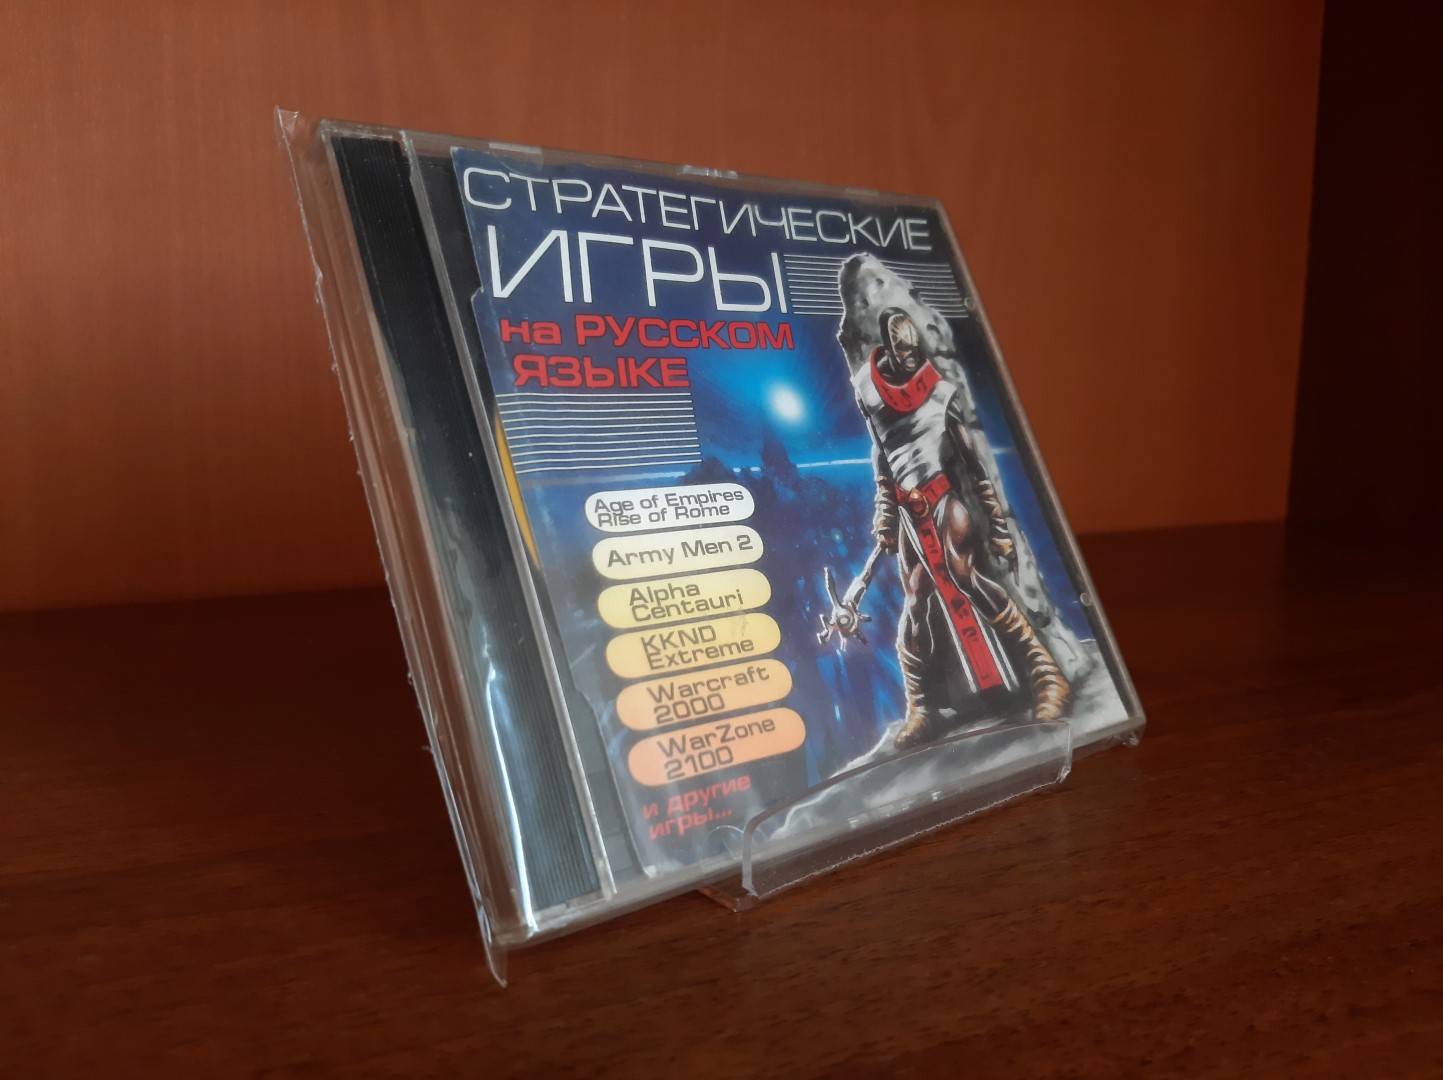 СТРАТЕГИЧЕСКИЕ
ИГРЫ
на РУССКОМ
ЯЗЫКЕ
Age of Empires
Rise of Rome
Army Men 2
Alpha
Centauri
KKND
Extreme
Warcraft
2000
WarZone
2100
и другие
игры...